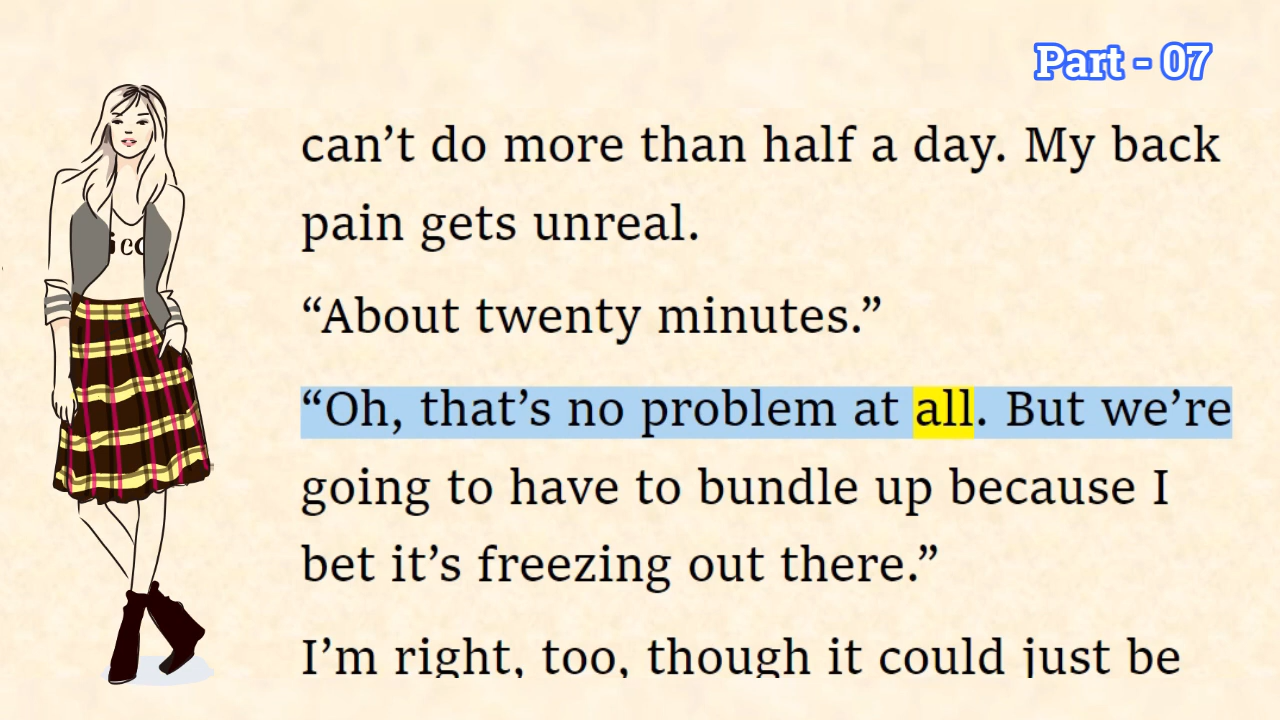 Part - 07
can’t do more than half a day. My back
pain gets unreal.
“About twenty minutes.”
“Oh, that’s no problem at all. But we’re
going to have to bundle up because I
bet it’s freezing out there.”
I’m right, too, though it could just be